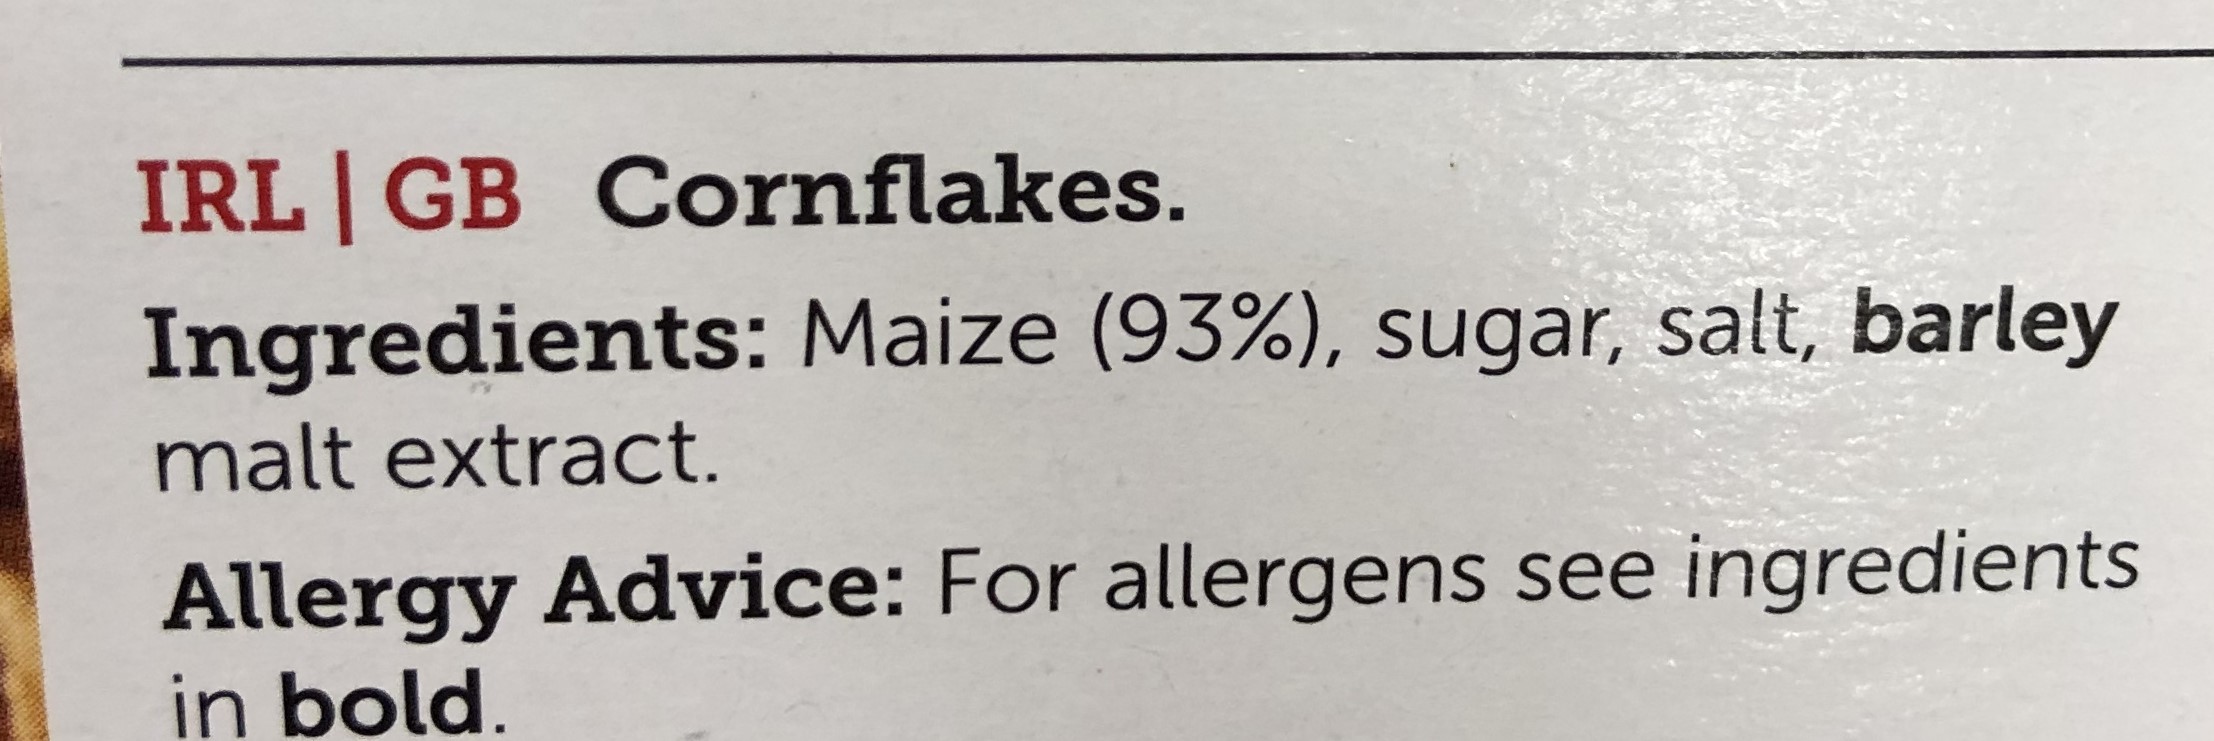 IRL | GB Cornflakes.
Ingredients: Maize (93%), sugar, salt, barley
malt extract.
Allergy Advice: For allergens see ingredients
in bold.